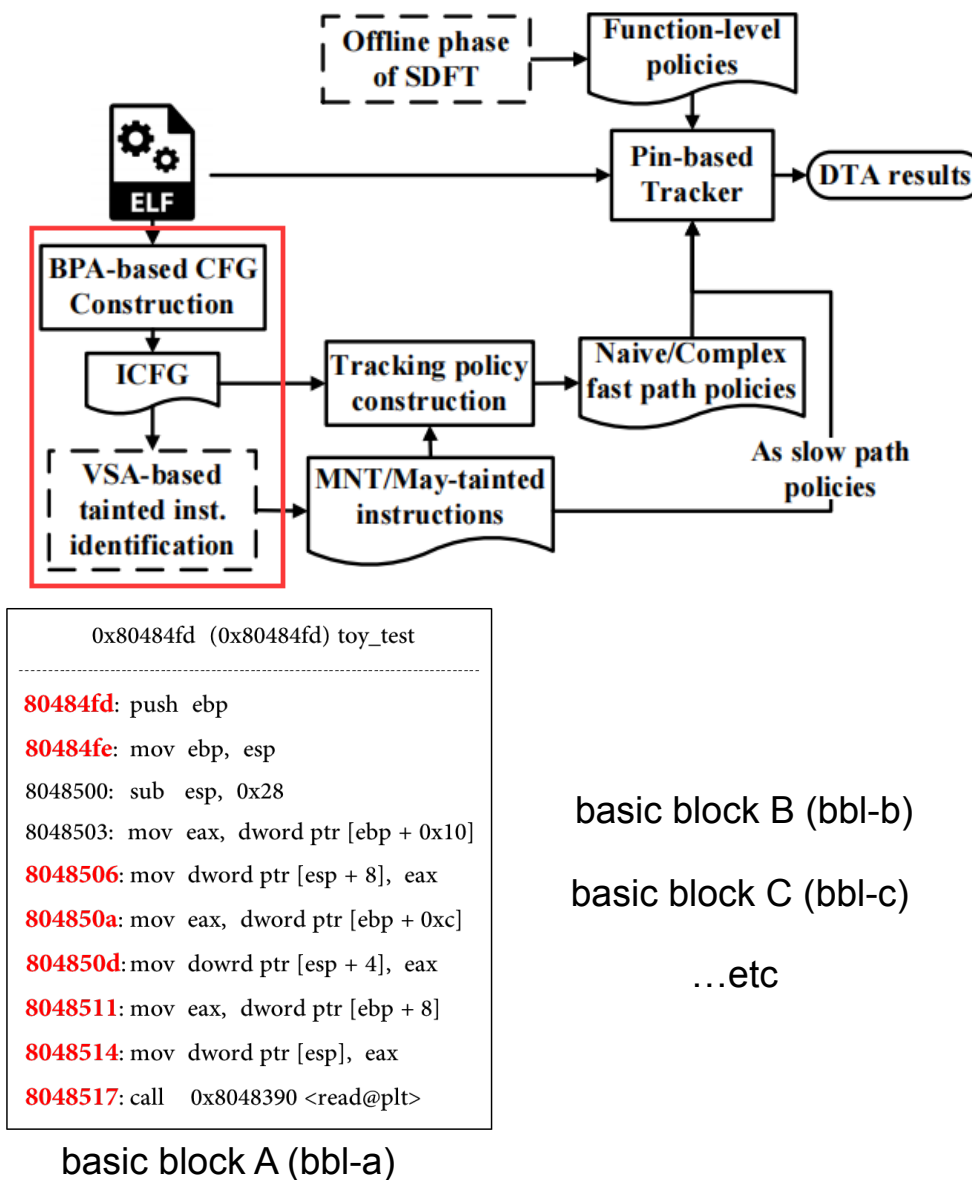 Offline phase
of SDFT
Function-level
policies
ELF
Pin-based
Tracker
DTA results
BPA-based CFG
Construction
ICFG
Tracking policy
construction
Naive/Complex
fast path policies
VSA-based
tainted inst.
identification
MNT/May-tainted
instructions
As slow path
policies
0x80484fd (0x80484fd) toy_test
80484fd: push ebp
80484fe: mov ebp, esp
8048500: sub esp, 0x28
8048503: mov eax, dword ptr [ebp + 0x10]
8048506: mov dword ptr [esp + 8], eax
804850a: mov eax, dword ptr [ebp + 0xc]
804850d: mov dowrd ptr [esp + 4], eax
8048511: mov eax, dword ptr [ebp + 8]
8048514: mov dword ptr [esp], eax
8048517: call 0x8048390 <read@plt>
basic block A (bbl-a)
basic block B (bbl-b)
basic block C (bbl-c)
…etc